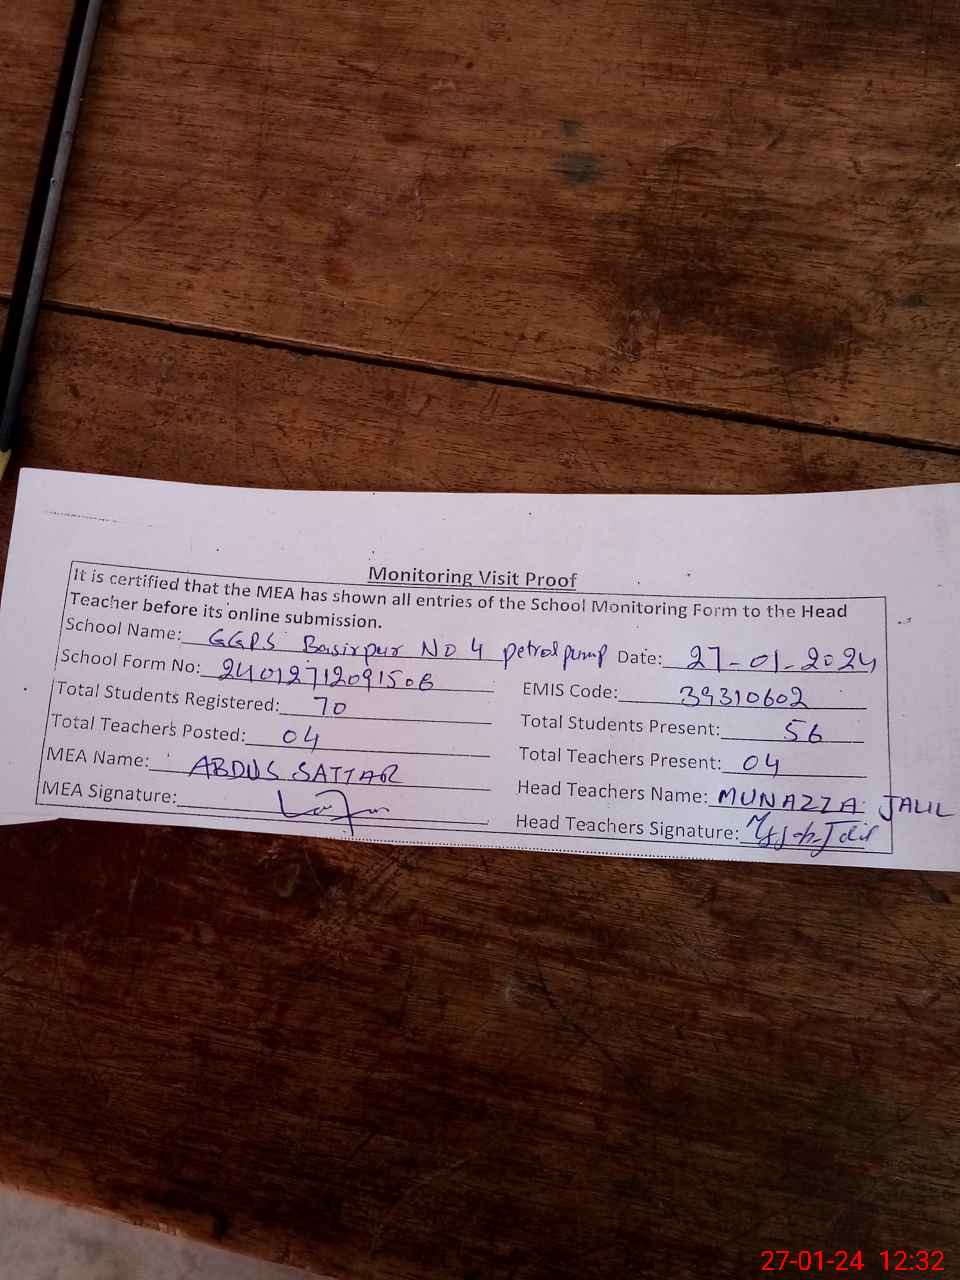 Monitoring Visit Proof
It is certified that the MEA has shown all entries of the School Monitoring Form to the Head
Teacher before its online submission.
School Name: GGPS Basirpur No 4 petrol pump Date: 27-01-2024
School Form No: 24012712091508 EMIS Code: 39310602
Total Students Registered: 70 Total Students Present: 56
Total Teachers Posted: 04 Total Teachers Present: 04
MEA Name: ABDUS SATTAR Head Teachers Name: MUNAZZA JALIL
MEA Signature: Head Teachers Signature:
27-01-24 12:32